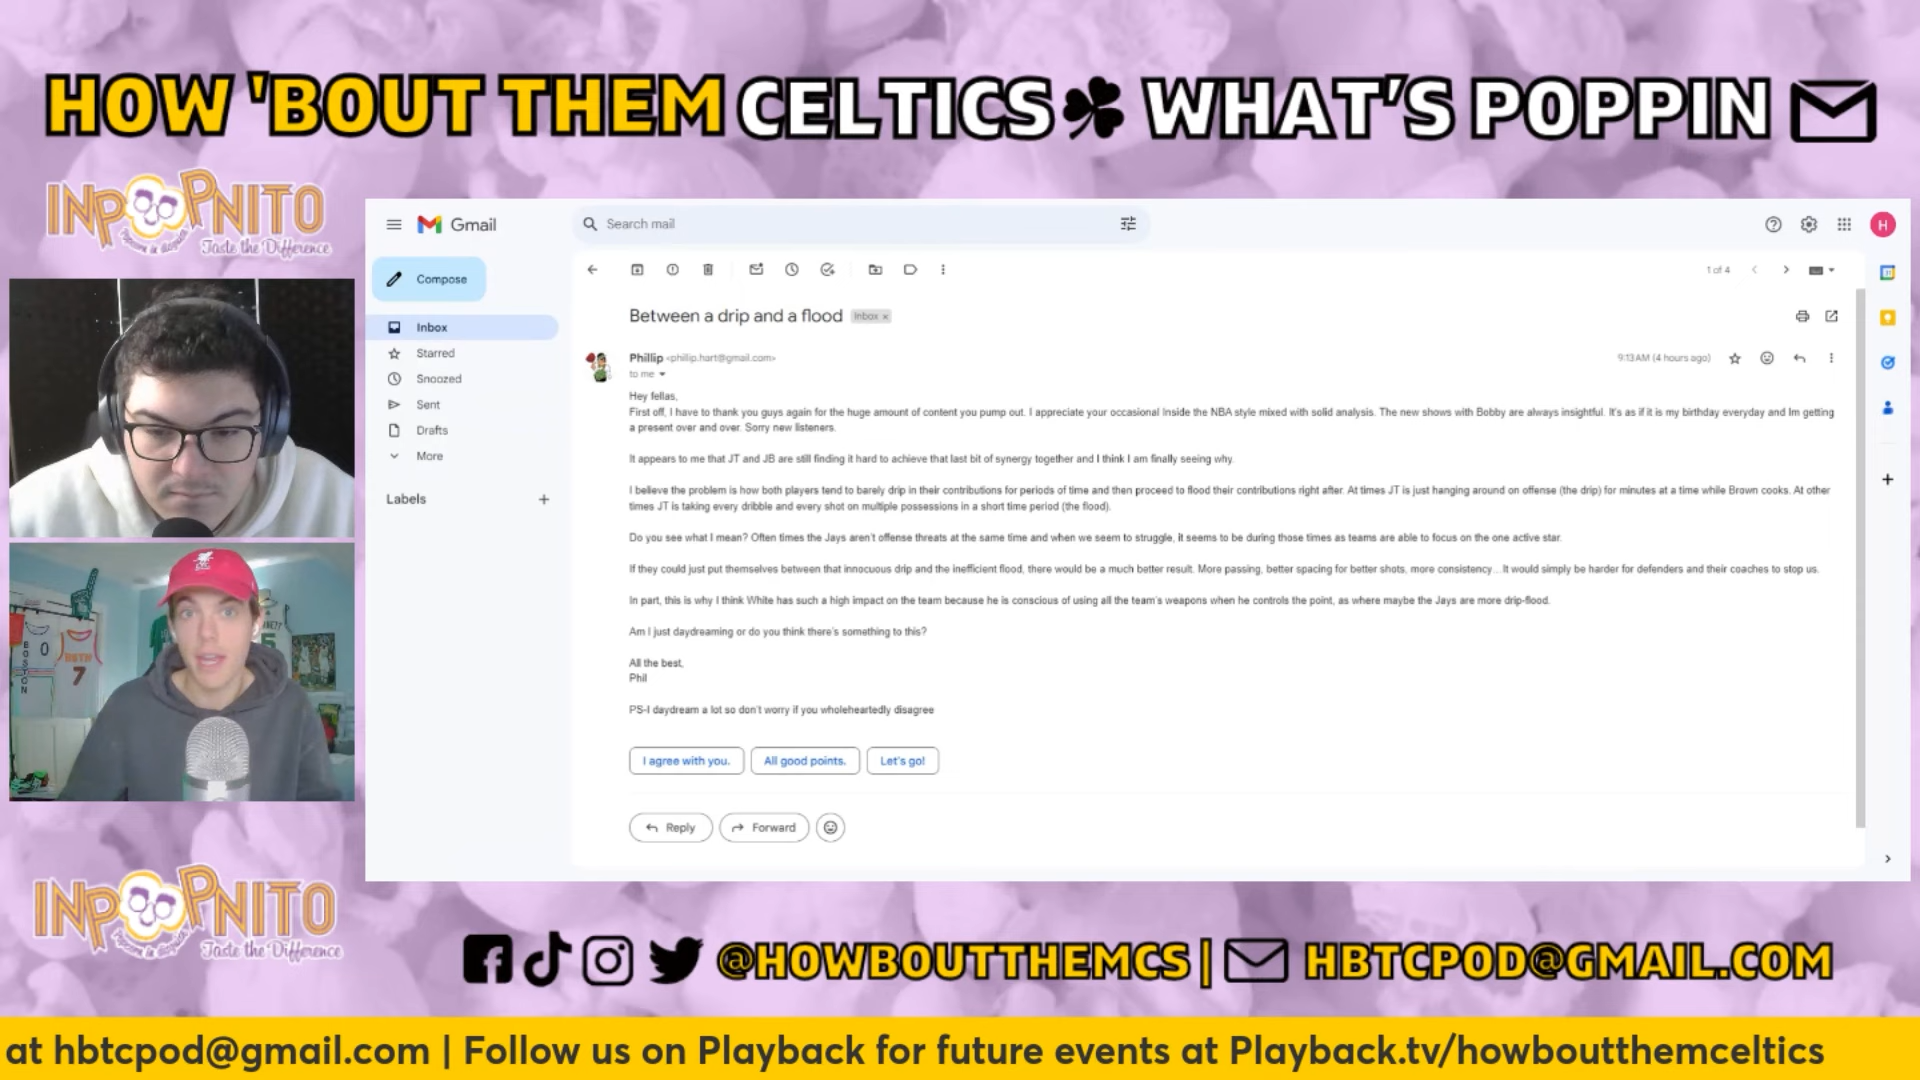 HOW 'BOUT THEM CELTICS☘ WHAT'S POPPIN
INPOPNITO
Taste the Difference
Gmail
Search mail
H
Compose
1 of 4
Between a drip and a flood Inbox x
Inbox
Starred
Snoozed
Sent
Drafts
More
Labels
Phillip <phillip.hart@gmail.com>
9:13 AM (4 hours ago)
to me
Hey fellas,
First off, I have to thank you guys again for the huge amount of content you pump out. I appreciate your occasional Inside the NBA style mixed with solid analysis. The new shows with Bobby are always insightful. It's as if it is my birthday everyday and Im getting
a present over and over. Sorry new listeners.
It appears to me that JT and JB are still finding it hard to achieve that last bit of synergy together and I think I am finally seeing why.
I believe the problem is how both players tend to barely drip in their contributions for periods of time and then proceed to flood their contributions right after. At times JT is just hanging around on offense (the drip) for minutes at a time while Brown cooks. At other
times JT is taking every dribble and every shot on multiple possessions in a short time period (the flood).
Do you see what I mean? Often times the Jays aren't offense threats at the same time and when we seem to struggle, it seems to be during those times as teams are able to focus on the one active star.
If they could just put themselves between that innocuous drip and the inefficient flood, there would be a much better result. More passing, better spacing for better shots, more consistency...It would simply be harder for defenders and their coaches to stop us.
In part, this is why I think White has such a high impact on the team because he is conscious of using all the team's weapons when he controls the point, as where maybe the Jays are more drip-flood.
Am I just daydreaming or do you think there's something to this?
All the best,
Phil
PS-I daydream a lot so don't worry if you wholeheartedly disagree
I agree with you. All good points. Let's go!
Reply Forward
BOSTON
0
7
INPOPNITO
Taste the Difference
@HOWBOUTTHEMCS | HBTCPOD@GMAIL.COM
at hbtcpod@gmail.com | Follow us on Playback for future events at Playback.tv/howboutthemceltics